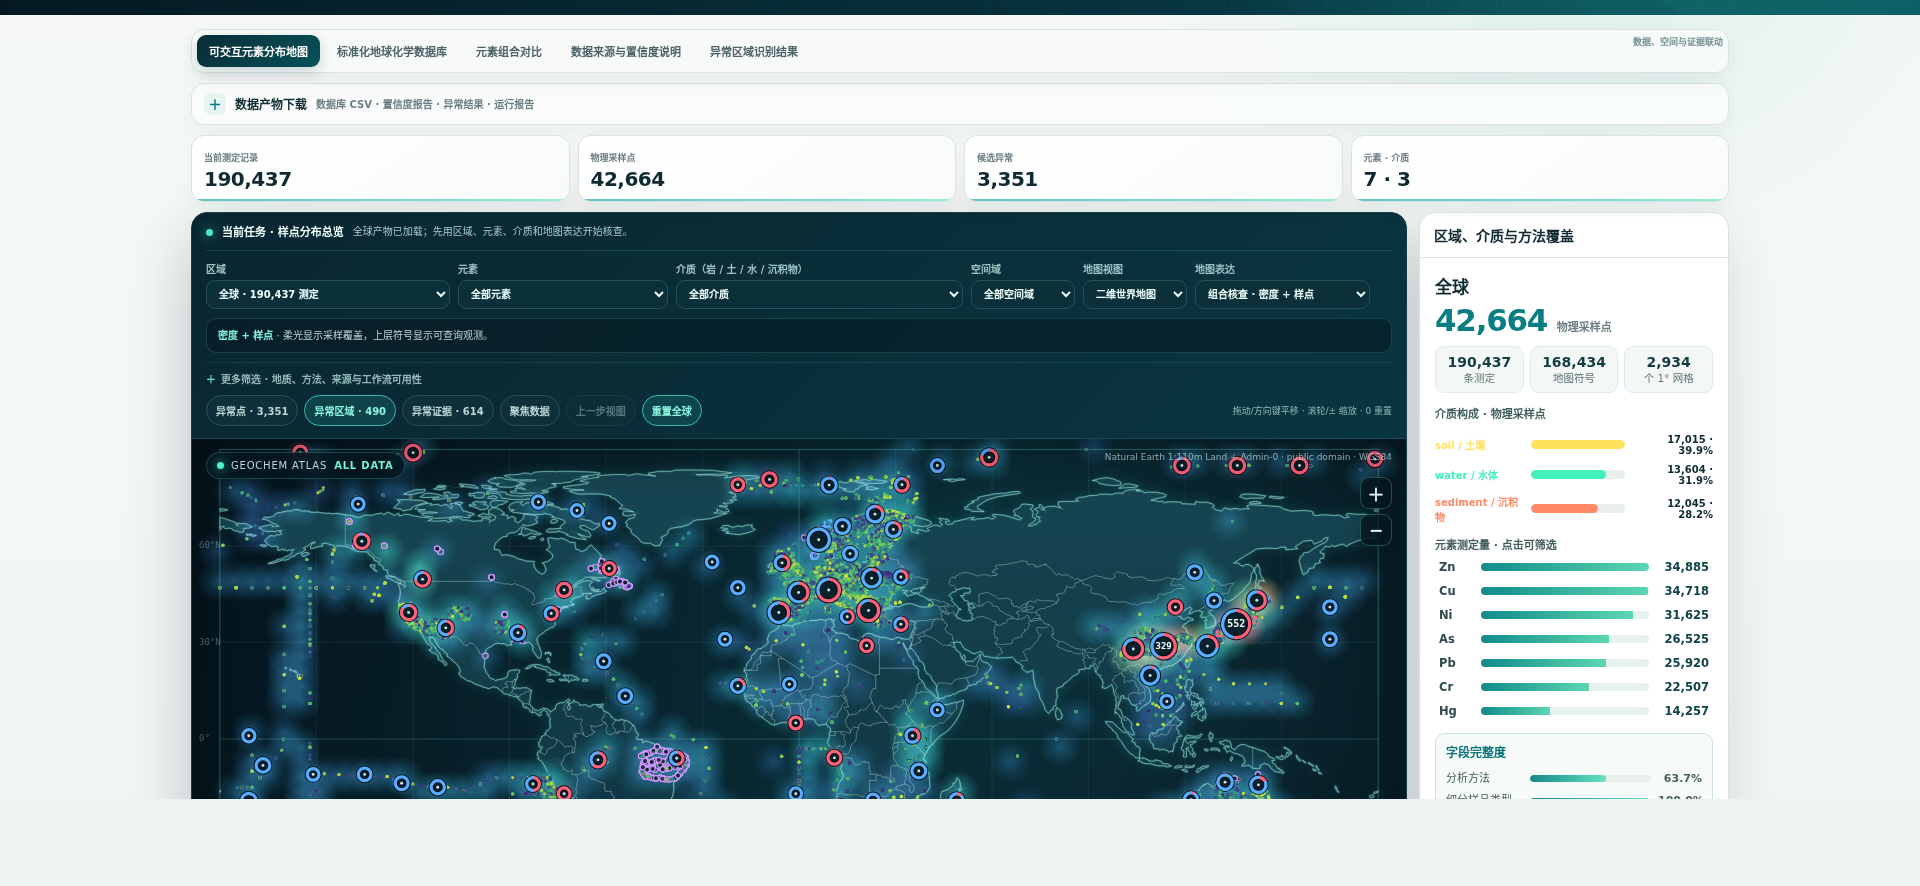 可交互元素分布地图
标准化地球化学数据库
元素组合对比
数据来源与置信度说明
异常区域识别结果
数据、空间与证据联动
+ 数据产物下载 数据库 CSV · 置信度报告 · 异常结果 · 运行报告
当前测定记录
190,437
物理采样点
42,664
候选异常
3,351
元素 · 介质
7 · 3
当前任务 · 样点分布总览 全球产物已加载；先用区域、元素、介质和地图表达开始核查。
区域
元素
介质（岩 / 土 / 水 / 沉积物）
空间域
地图视图
地图表达
全球 · 190,437 测定
全部元素
全部介质
全部空间域
二维世界地图
组合核查 · 密度 + 样点
密度 + 样点 · 柔光显示采样覆盖，上层符号显示可查询观测。
+ 更多筛选 · 地质、方法、来源与工作流可用性
异常点 · 3,351
异常区域 · 490
异常证据 · 614
聚焦数据
上一步视图
重置全球
拖动/方向键平移 · 滚轮/± 缩放 · 0 重置
GEOCHEM ATLAS ALL DATA
Natural Earth 1:110m Land + Admin-0 · public domain · WGS84
+
−
60°N
30°N
0°
552
329
区域、介质与方法覆盖
全球
42,664 物理采样点
190,437
条测定
168,434
地图符号
2,934
个 1° 网格
介质构成 · 物理采样点
soil / 土壤
17,015 ·
39.9%
water / 水体
13,604 ·
31.9%
sediment / 沉积
物
12,045 ·
28.2%
元素测定量 · 点击可筛选
Zn 34,885
Cu 34,718
Ni 31,625
As 26,525
Pb 25,920
Cr 22,507
Hg 14,257
字段完整度
分析方法 63.7%